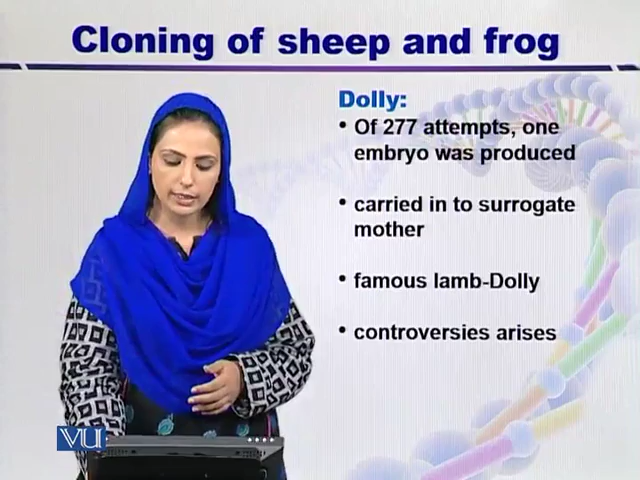 Cloning of sheep and frog
Dolly:
• Of 277 attempts, one
embryo was produced
• carried in to surrogate
mother
• famous lamb-Dolly
• controversies arises
VU